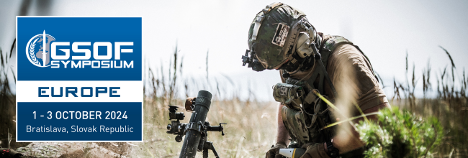 GSOF
SYMPOSIUM
EUROPE
1 - 3 OCTOBER 2024
Bratislava, Slovak Republic